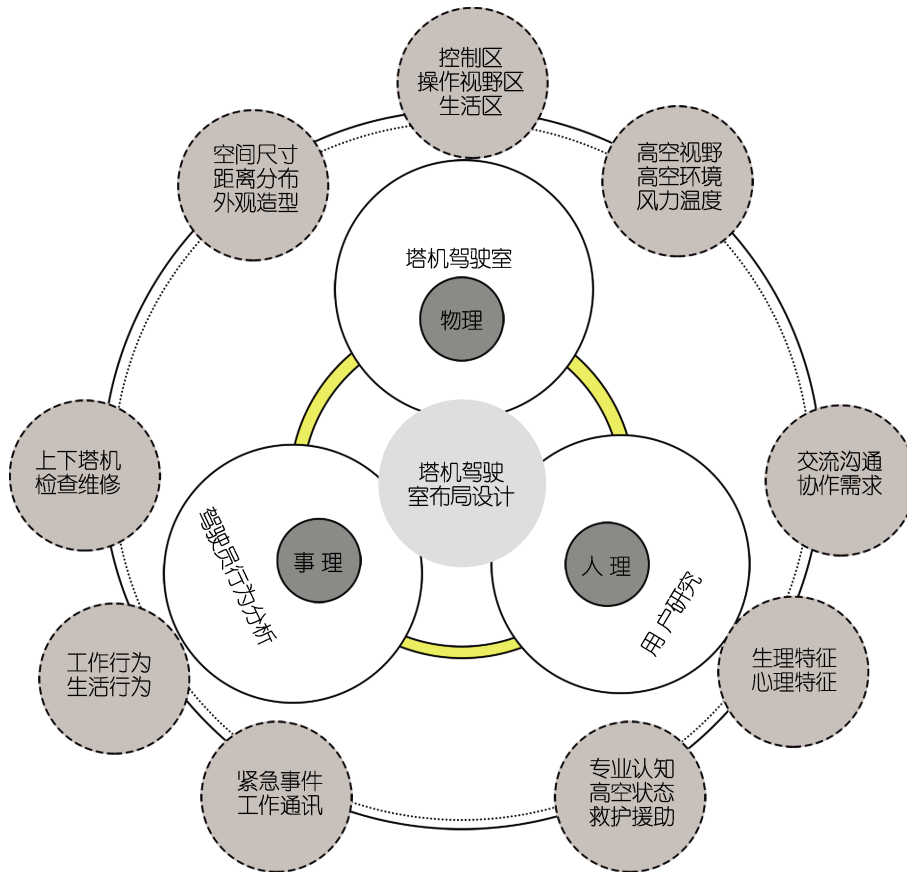 控制区
操作视野区
生活区
空间尺寸
距离分布
外观造型
高空视野
高空环境
风力温度
塔机驾驶室
物理
上下塔机
检查维修
塔机驾驶
室布局设计
交流沟通
协作需求
驾驶员行为分析
事理
人理
用户研究
工作行为
生活行为
生理特征
心理特征
紧急事件
工作通讯
专业认知
高空状态
救护援助